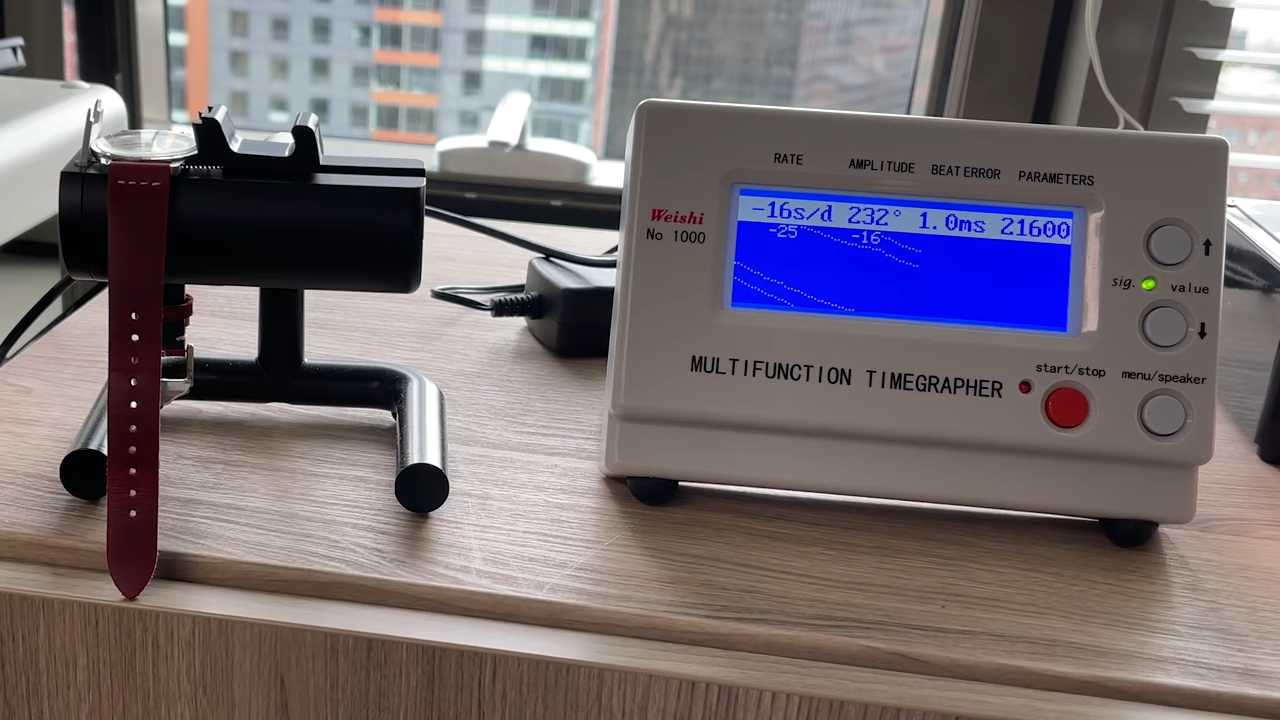 RATE AMPLITUDE BEAT ERROR PARAMETERS
Weishi
No 1000
-16s/d 232° 1.0ms 21600
-25 -16
sig. value
MULTIFUNCTION TIMEGRAPHER
start/stop menu/speaker